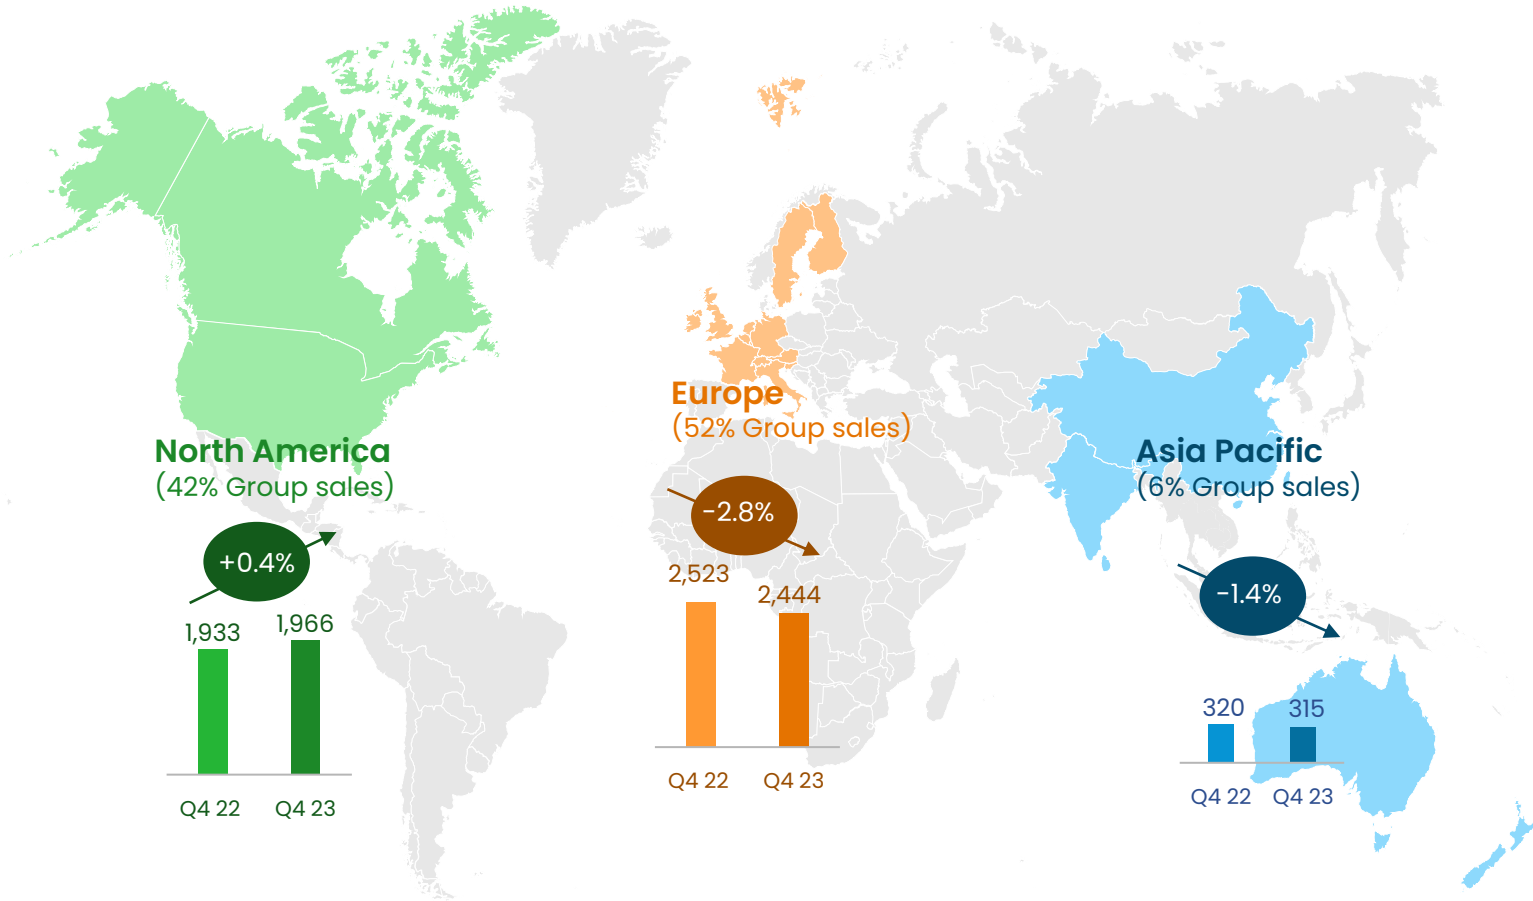 North America
(42% Group sales)
+0.4%
1,933
1,966
Q4 22
Q4 23
Europe
(52% Group sales)
-2.8%
2,523
2,444
Q4 22
Q4 23
Asia Pacific
(6% Group sales)
-1.4%
320
315
Q4 22
Q4 23